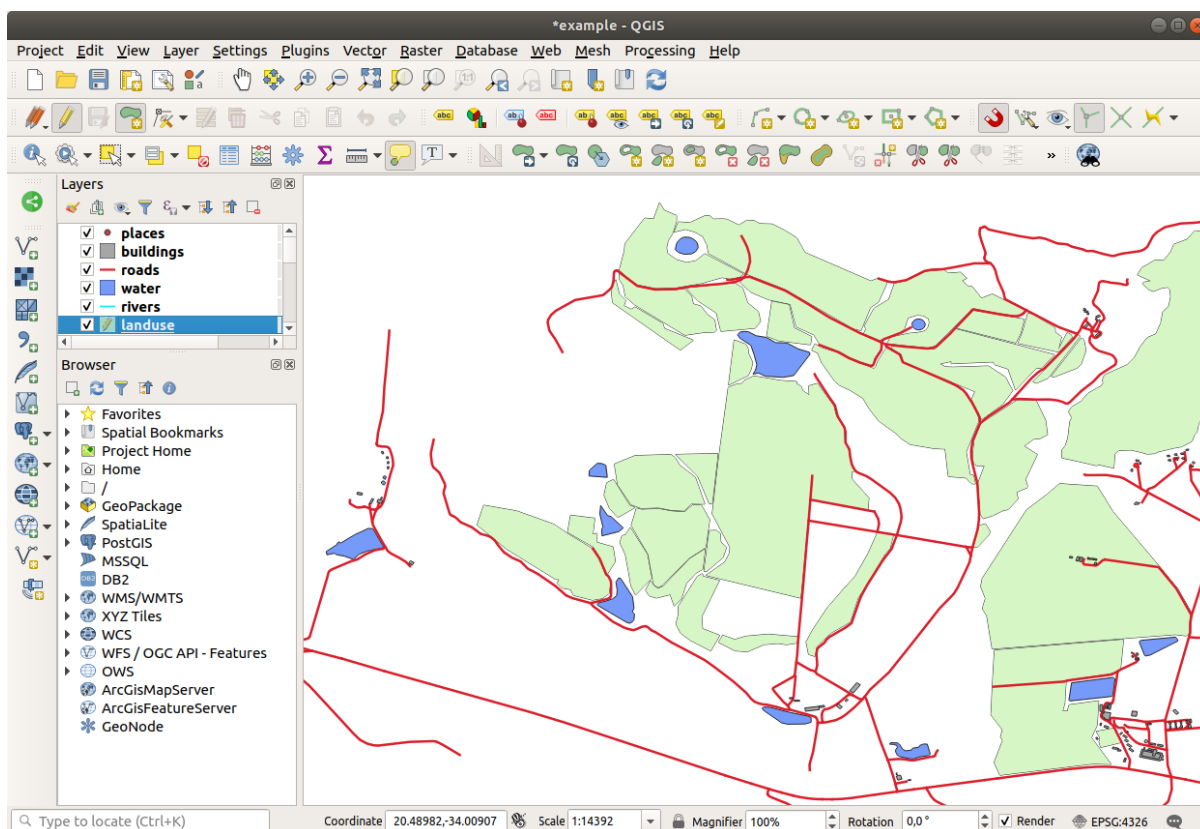 *example - QGIS
Project Edit View Layer Settings Plugins Vector Raster Database Web Mesh Processing Help
Layers
places
buildings
roads
water
rivers
landuse
Browser
Favorites
Spatial Bookmarks
Project Home
Home
/
GeoPackage
SpatiaLite
PostGIS
MSSQL
DB2
WMS/WMTS
XYZ Tiles
WCS
WFS / OGC API - Features
OWS
ArcGisMapServer
ArcGisFeatureServer
GeoNode
Type to locate (Ctrl+K) Coordinate 20.48982,-34.00907 Scale 1:14392 Magnifier 100% Rotation 0,0 ° Render EPSG:4326